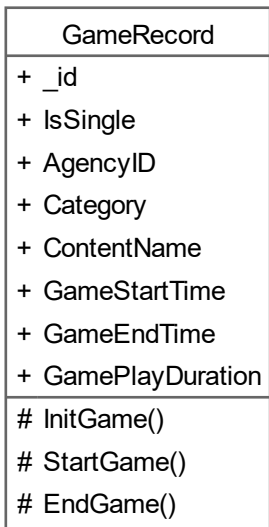 GameRecord
+ _id
+ IsSingle
+ AgencyID
+ Category
+ ContentName
+ GameStartTime
+ GameEndTime
+ GamePlayDuration
# InitGame()
# StartGame()
# EndGame()